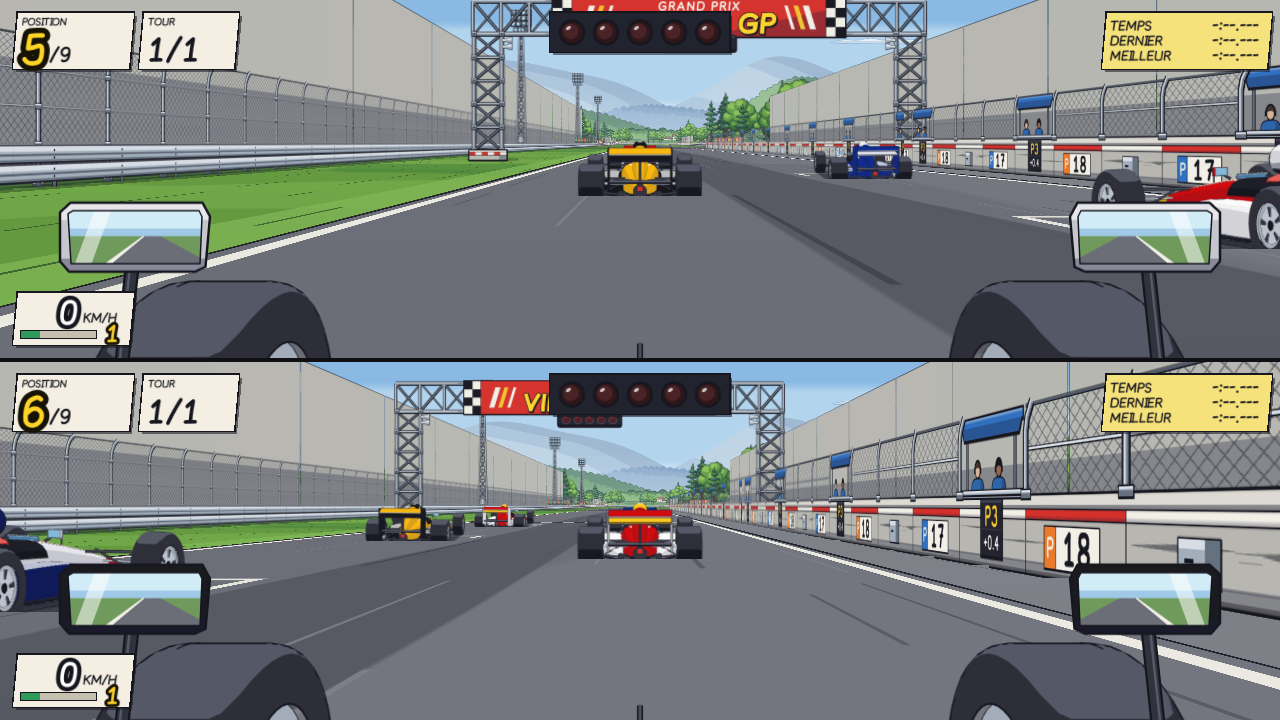 GRAND PRIX
GP
POSITION
5/9
TOUR
1/1
TEMPS -:--.---
DERNIER -:--.---
MEILLEUR -:--.---
18
P 17
P3
+0.4
P 18
P 17
0 KM/H
1
POSITION
6/9
TOUR
1/1
TEMPS -:--.---
DERNIER -:--.---
MEILLEUR -:--.---
VI
18
P 17
P3
+0.4
P 18
0 KM/H
1